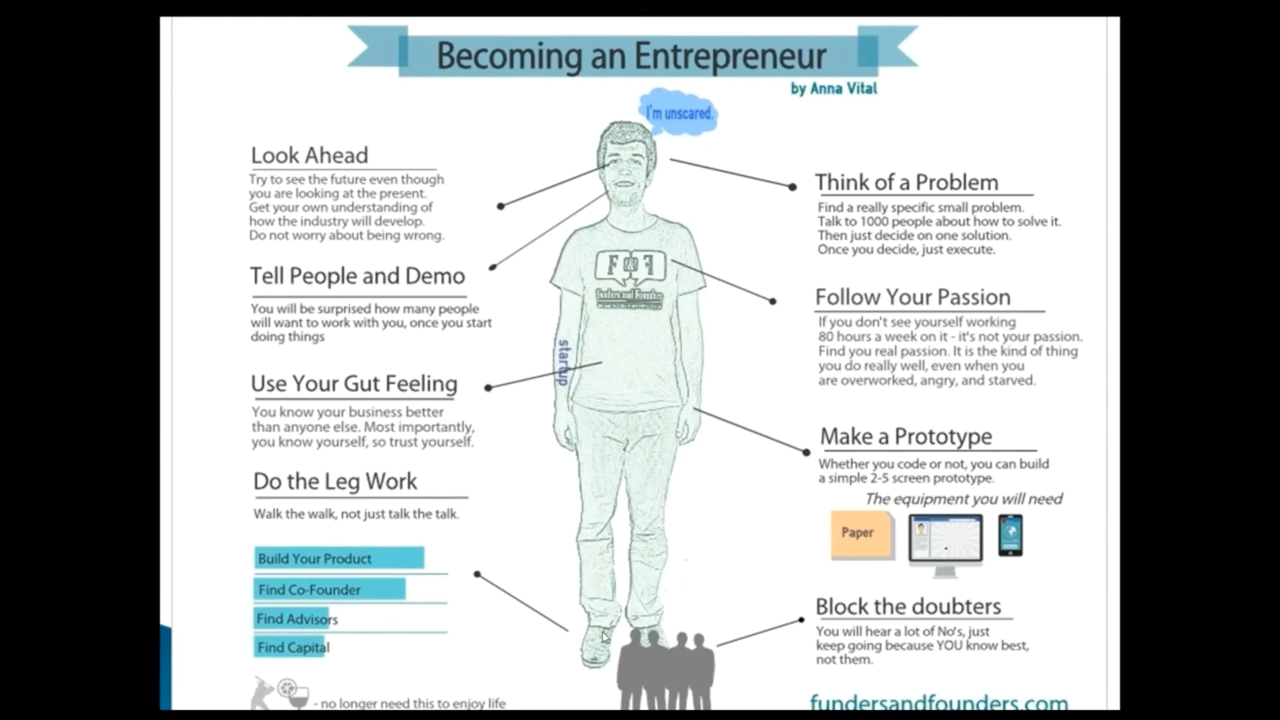 Becoming an Entrepreneur
by Anna Vital
I'm unscared.
Look Ahead
Try to see the future even though
you are looking at the present.
Get your own understanding of
how the industry will develop.
Do not worry about being wrong.
Tell People and Demo
You will be surprised how many people
will want to work with you, once you start
doing things
Use Your Gut Feeling
You know your business better
than anyone else. Most importantly,
you know yourself, so trust yourself.
Do the Leg Work
Walk the walk, not just talk the talk.
Build Your Product
Find Co-Founder
Find Advisors
Find Capital
- no longer need this to enjoy life
F & F
Funders and Founders
startup
Think of a Problem
Find a really specific small problem.
Talk to 1000 people about how to solve it.
Then just decide on one solution.
Once you decide, just execute.
Follow Your Passion
If you don't see yourself working
80 hours a week on it - it's not your passion.
Find you real passion. It is the kind of thing
you do really well, even when you
are overworked, angry, and starved.
Make a Prototype
Whether you code or not, you can build
a simple 2-5 screen prototype.
The equipment you will need
Paper
Block the doubters
You will hear a lot of No's, just
keep going because YOU know best,
not them.
fundersandfounders.com